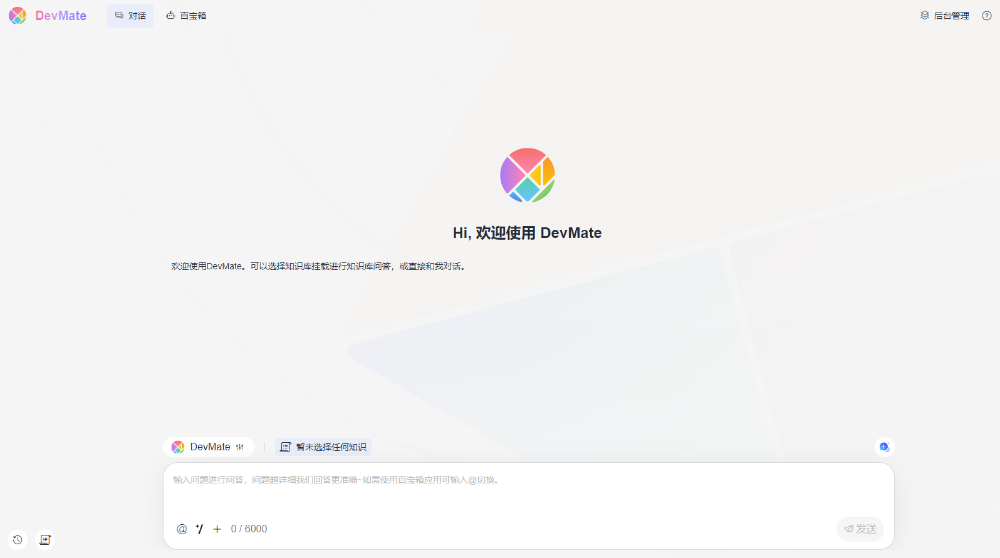 DevMate
对话
百宝箱
后台管理
Hi, 欢迎使用 DevMate
欢迎使用DevMate。可以选择知识库挂载进行知识库问答，或直接和我对话。
DevMate
暂未选择任何知识
输入问题进行问答，问题越详细我们回答更准确~如需使用百宝箱应用可输入@切换。
@
0 / 6000
发送